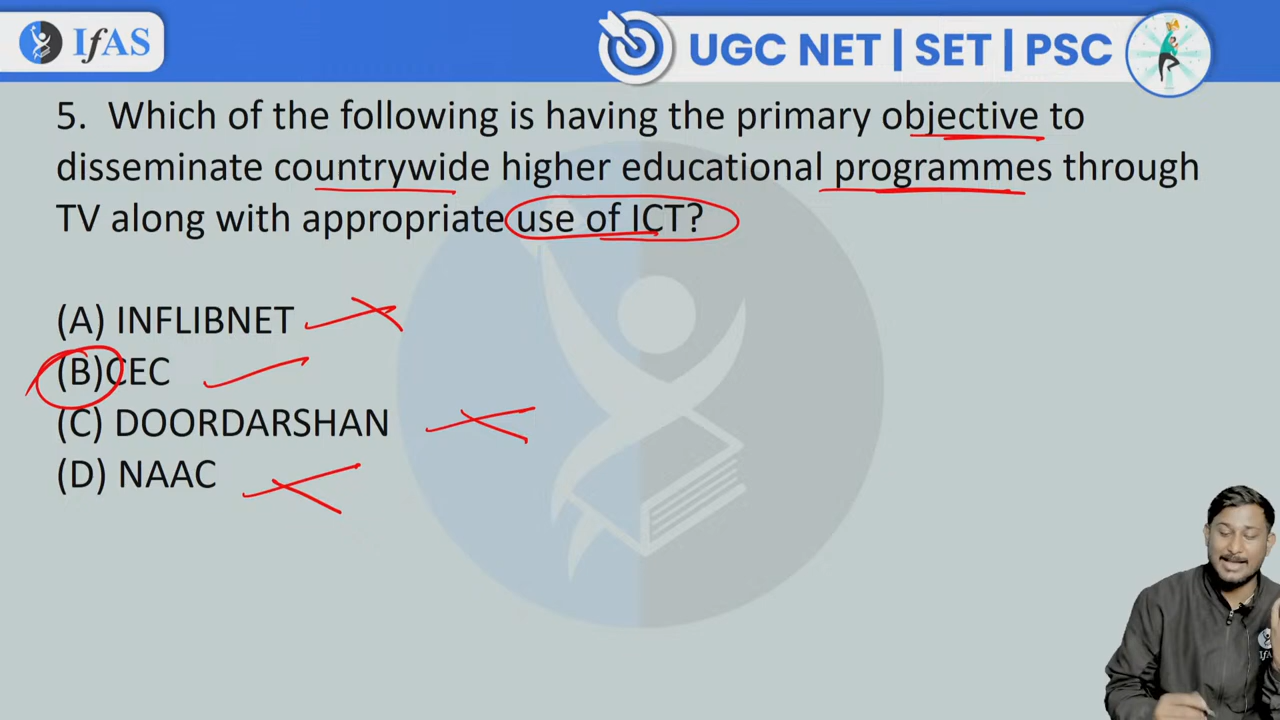 IfAS
UGC NET | SET | PSC
5. Which of the following is having the primary objective to
disseminate countrywide higher educational programmes through
TV along with appropriate use of ICT?
(A) INFLIBNET
(B)CEC
(C) DOORDARSHAN
(D) NAAC
IfAS